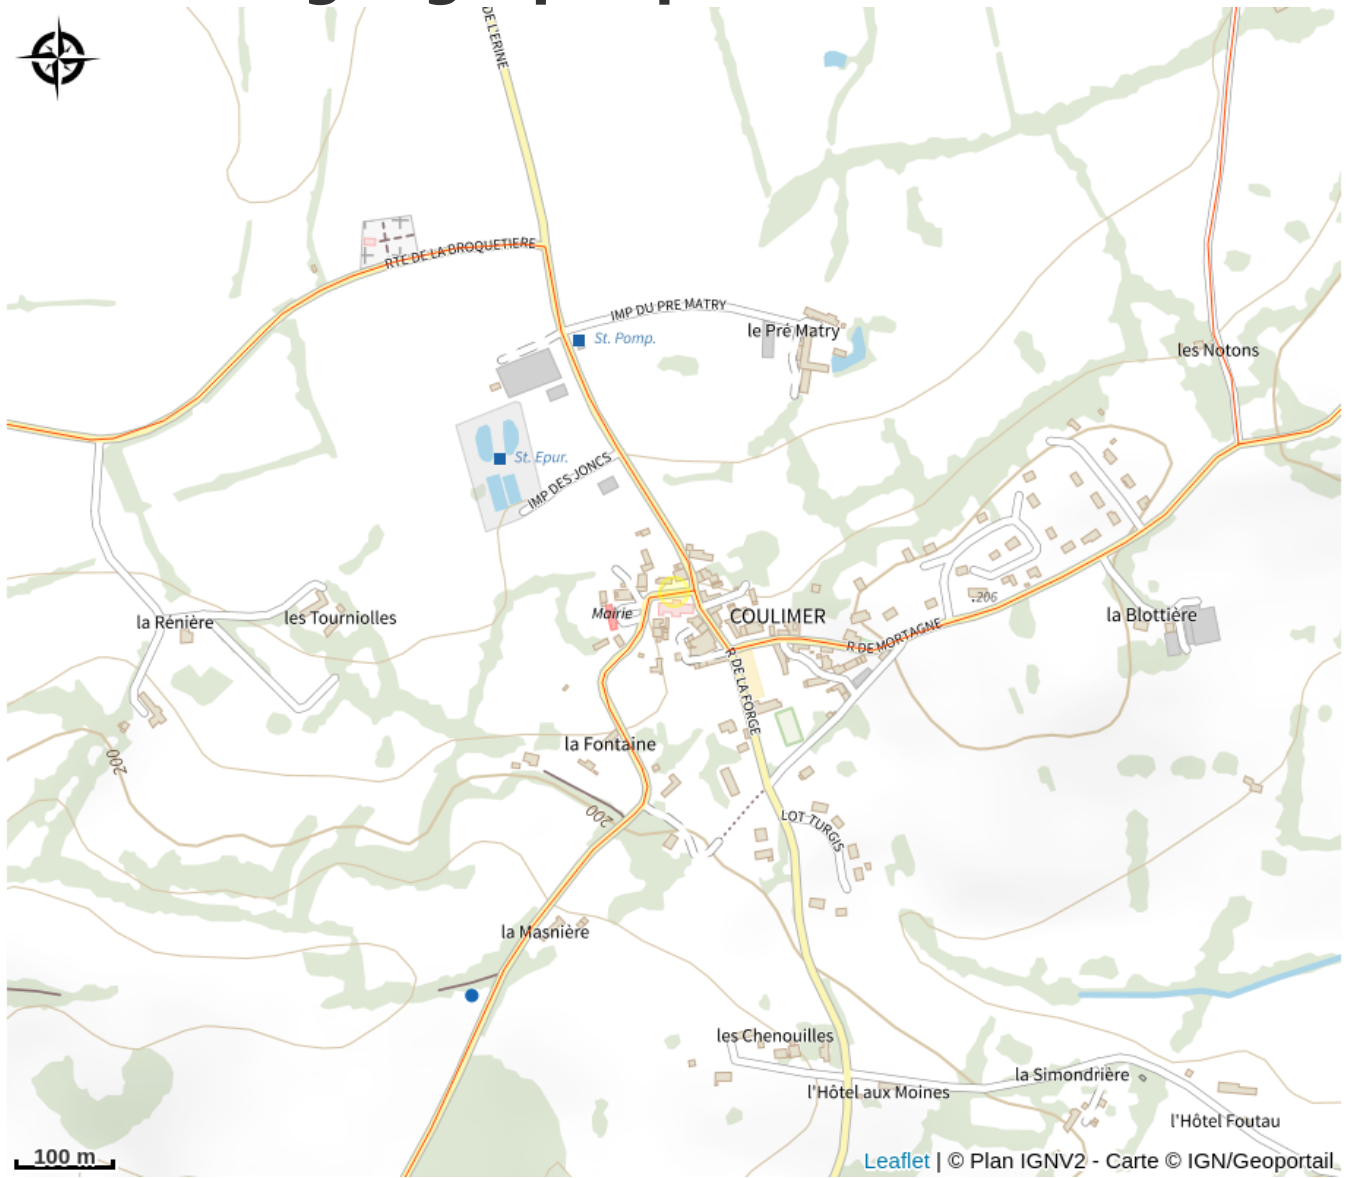 DE L'ERINE
RTE DE LA BROQUETIERE
IMP DU PRE MATRY
le Pré Matry
St. Pomp.
les Notons
St. Epur.
IMP DES JONCS
.206
Mairie
COULIMER
la Blottière
la Rénière
les Tourniolles
R DE MORTAGNE
R DE LA FORGE
la Fontaine
200
200
LOT TURGIS
la Masnière
les Chenouilles
la Simondrière
l'Hôtel aux Moines
l'Hôtel Foutau
100 m
Leaflet | © Plan IGNV2 - Carte © IGN/Geoportail